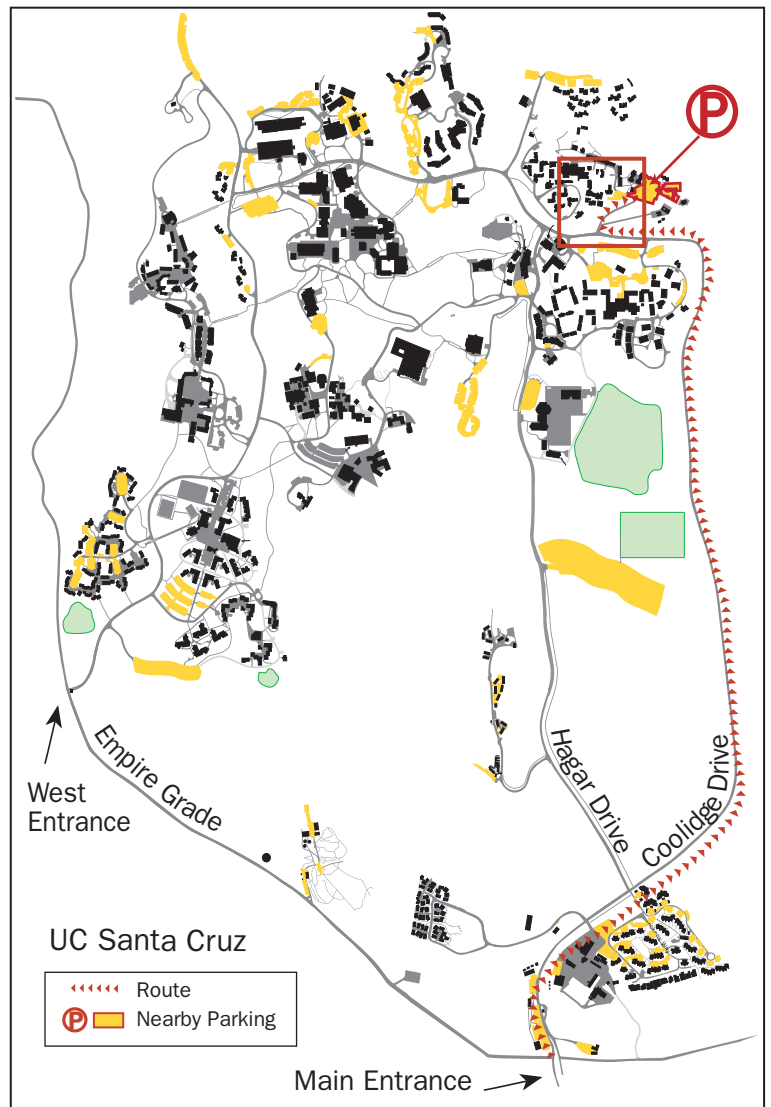 P
West
Entrance
Empire Grade
Hagar Drive
Coolidge Drive
UC Santa Cruz
Route
P Nearby Parking
Main Entrance